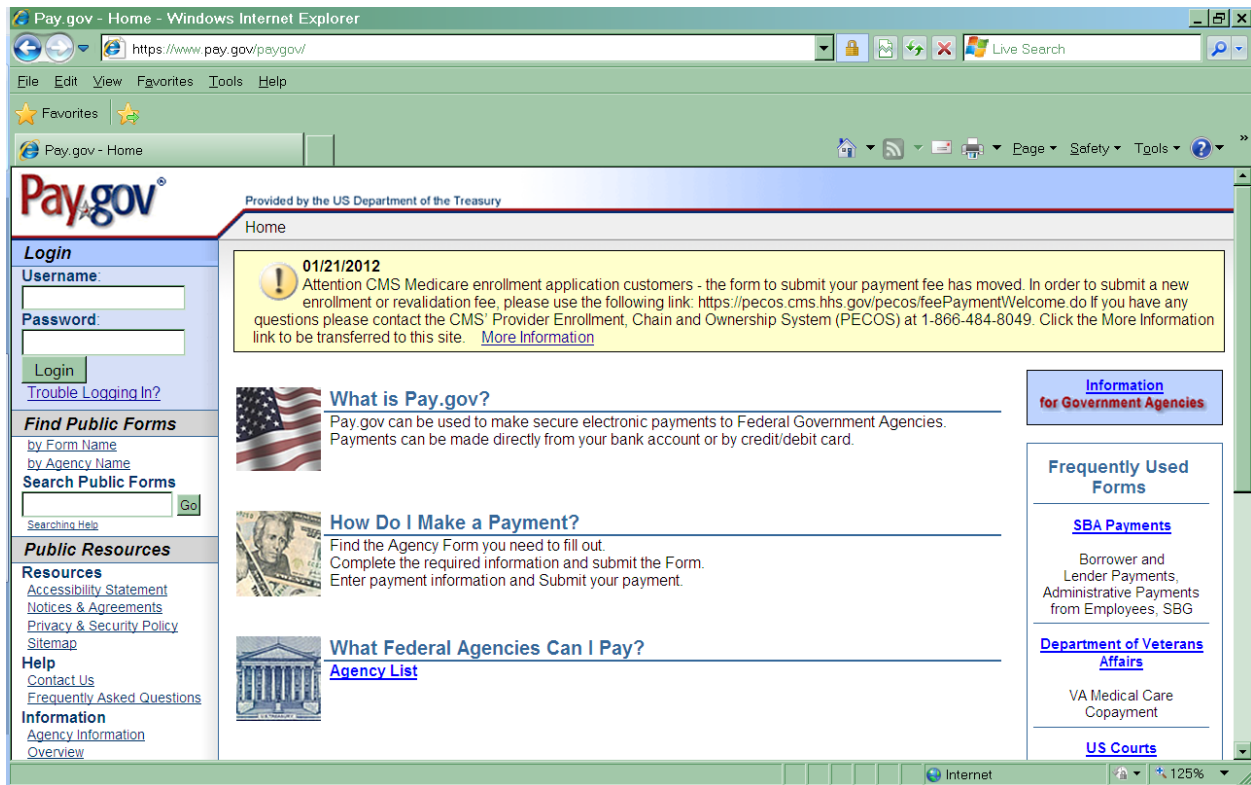 Pay.gov - Home - Windows Internet Explorer
https://www.pay.gov/paygov/
Live Search
File Edit View Favorites Tools Help
Favorites
Pay.gov - Home
Page Safety Tools
Pay.gov®
Provided by the US Department of the Treasury
Home
Login
Username:
Password:
Login
Trouble Logging In?
Find Public Forms
by Form Name
by Agency Name
Search Public Forms
Go
Searching Help
Public Resources
Resources
Accessibility Statement
Notices & Agreements
Privacy & Security Policy
Sitemap
Help
Contact Us
Frequently Asked Questions
Information
Agency Information
Overview
01/21/2012
Attention CMS Medicare enrollment application customers - the form to submit your payment fee has moved. In order to submit a new
enrollment or revalidation fee, please use the following link: https://pecos.cms.hhs.gov/pecos/feePaymentWelcome.do If you have any
questions please contact the CMS' Provider Enrollment, Chain and Ownership System (PECOS) at 1-866-484-8049. Click the More Information
link to be transferred to this site. More Information
What is Pay.gov?
Pay.gov can be used to make secure electronic payments to Federal Government Agencies.
Payments can be made directly from your bank account or by credit/debit card.
How Do I Make a Payment?
Find the Agency Form you need to fill out.
Complete the required information and submit the Form.
Enter payment information and Submit your payment.
What Federal Agencies Can I Pay?
Agency List
Information
for Government Agencies
Frequently Used
Forms
SBA Payments
Borrower and
Lender Payments,
Administrative Payments
from Employees, SBG
Department of Veterans
Affairs
VA Medical Care
Copayment
US Courts
Internet
125%